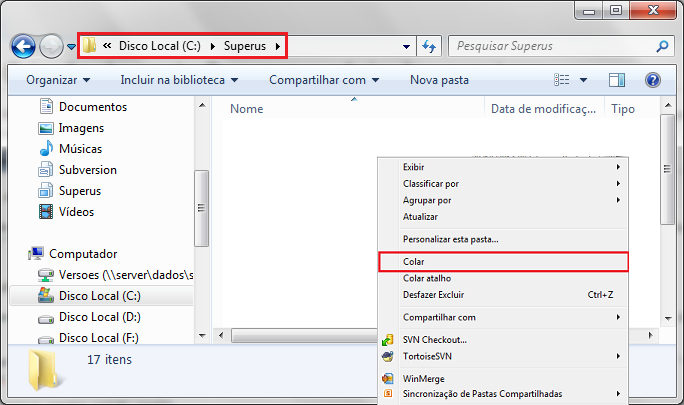 « Disco Local (C:) Superus
Pesquisar Superus
Organizar Incluir na biblioteca Compartilhar com Nova pasta
Nome Data de modificaç... Tipo
Documentos
Imagens
Músicas
Subversion
Superus
Vídeos
Computador
Versoes (\\server\dados\s
Disco Local (C:)
Disco Local (D:)
Disco Local (F:)
17 itens
Exibir
Classificar por
Agrupar por
Atualizar
Personalizar esta pasta...
Colar
Colar atalho
Desfazer Excluir Ctrl+Z
Compartilhar com
SVN Checkout...
TortoiseSVN
WinMerge
Sincronização de Pastas Compartilhadas